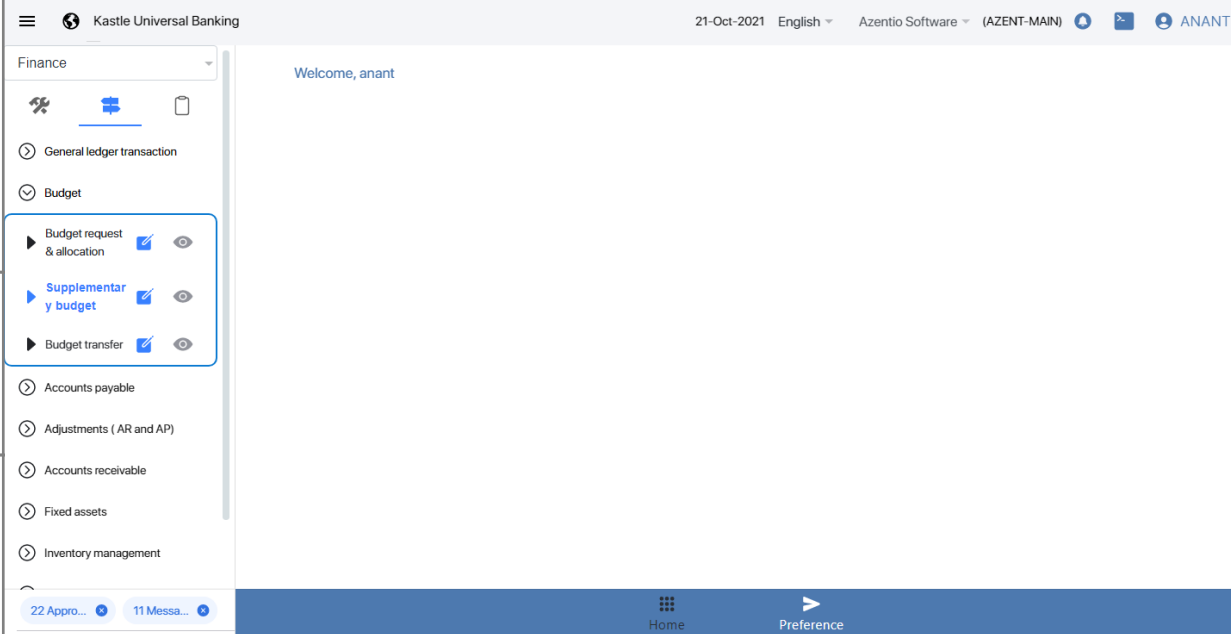 Kastle Universal Banking
21-Oct-2021 English Azentio Software (AZENT-MAIN) ANANT
Finance
Welcome, anant
General ledger transaction
Budget
Budget request
& allocation
Supplementar
y budget
Budget transfer
Accounts payable
Adjustments ( AR and AP)
Accounts receivable
Fixed assets
Inventory management
22 Appro...
11 Messa...
Home
Preference